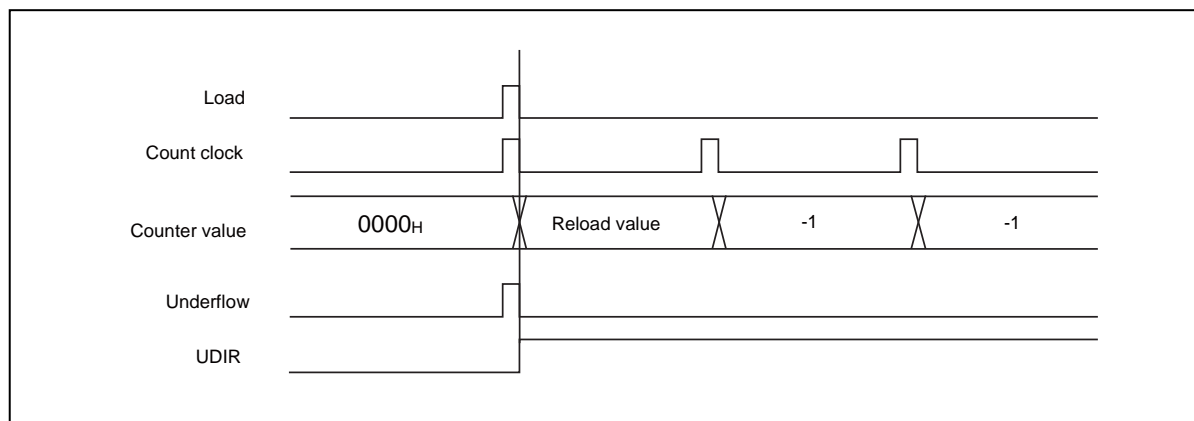 Load
Count clock
Counter value 0000H Reload value -1 -1
Underflow
UDIR